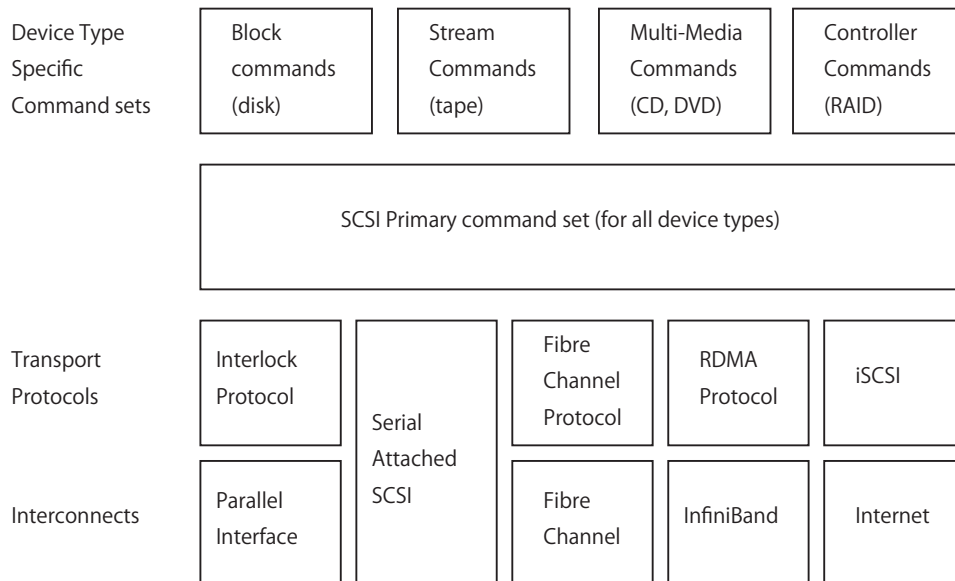 Device Type
Specific
Command sets
Block
commands
(disk)
Stream
Commands
(tape)
Multi-Media
Commands
(CD, DVD)
Controller
Commands
(RAID)
SCSI Primary command set (for all device types)
Transport
Protocols
Interlock
Protocol
Serial
Attached
SCSI
Fibre
Channel
Protocol
RDMA
Protocol
iSCSI
Interconnects
Parallel
Interface
Fibre
Channel
InfiniBand
Internet